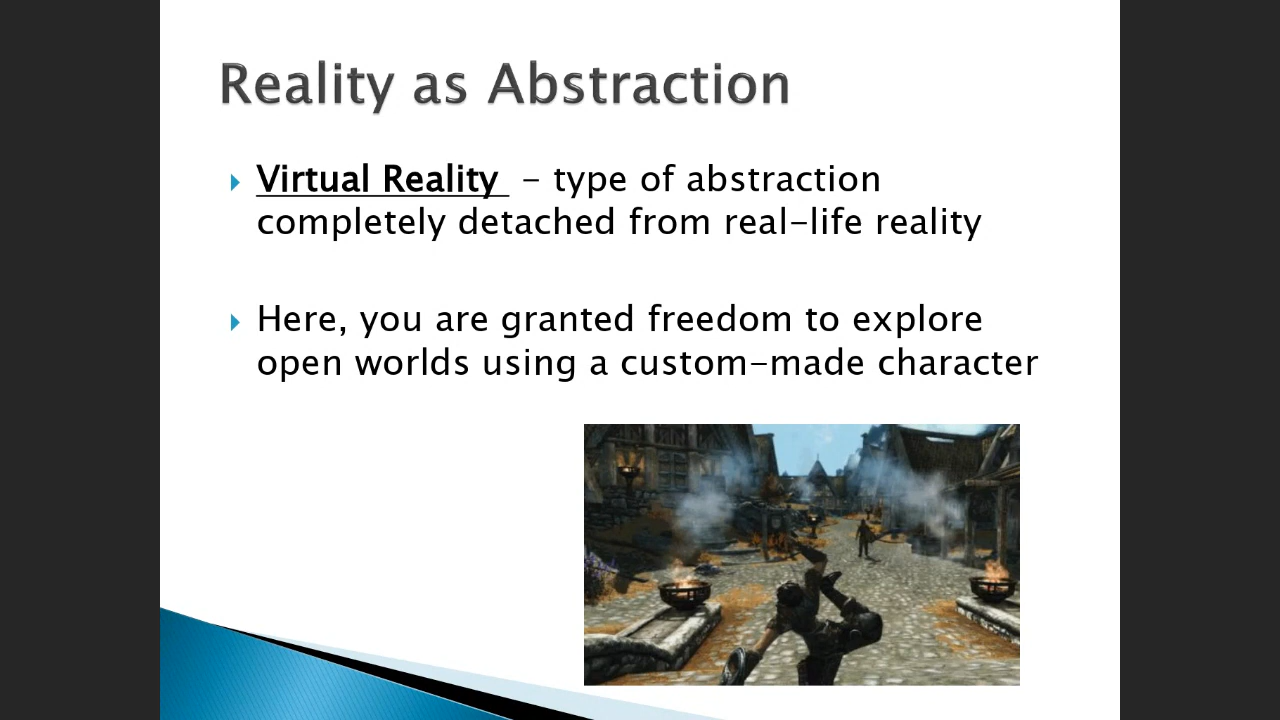 Reality as Abstraction
Virtual Reality - type of abstraction
completely detached from real-life reality
Here, you are granted freedom to explore
open worlds using a custom-made character